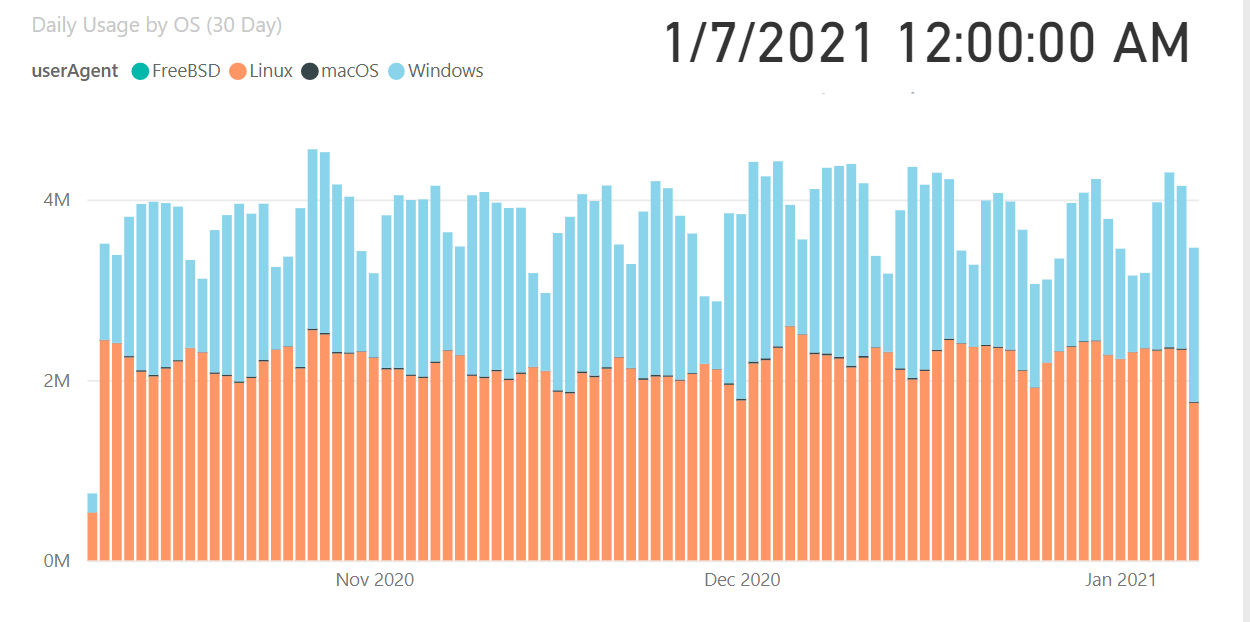 Daily Usage by OS (30 Day)
1/7/2021 12:00:00 AM
userAgent FreeBSD Linux macOS Windows
4M
2M
0M
Nov 2020 Dec 2020 Jan 2021